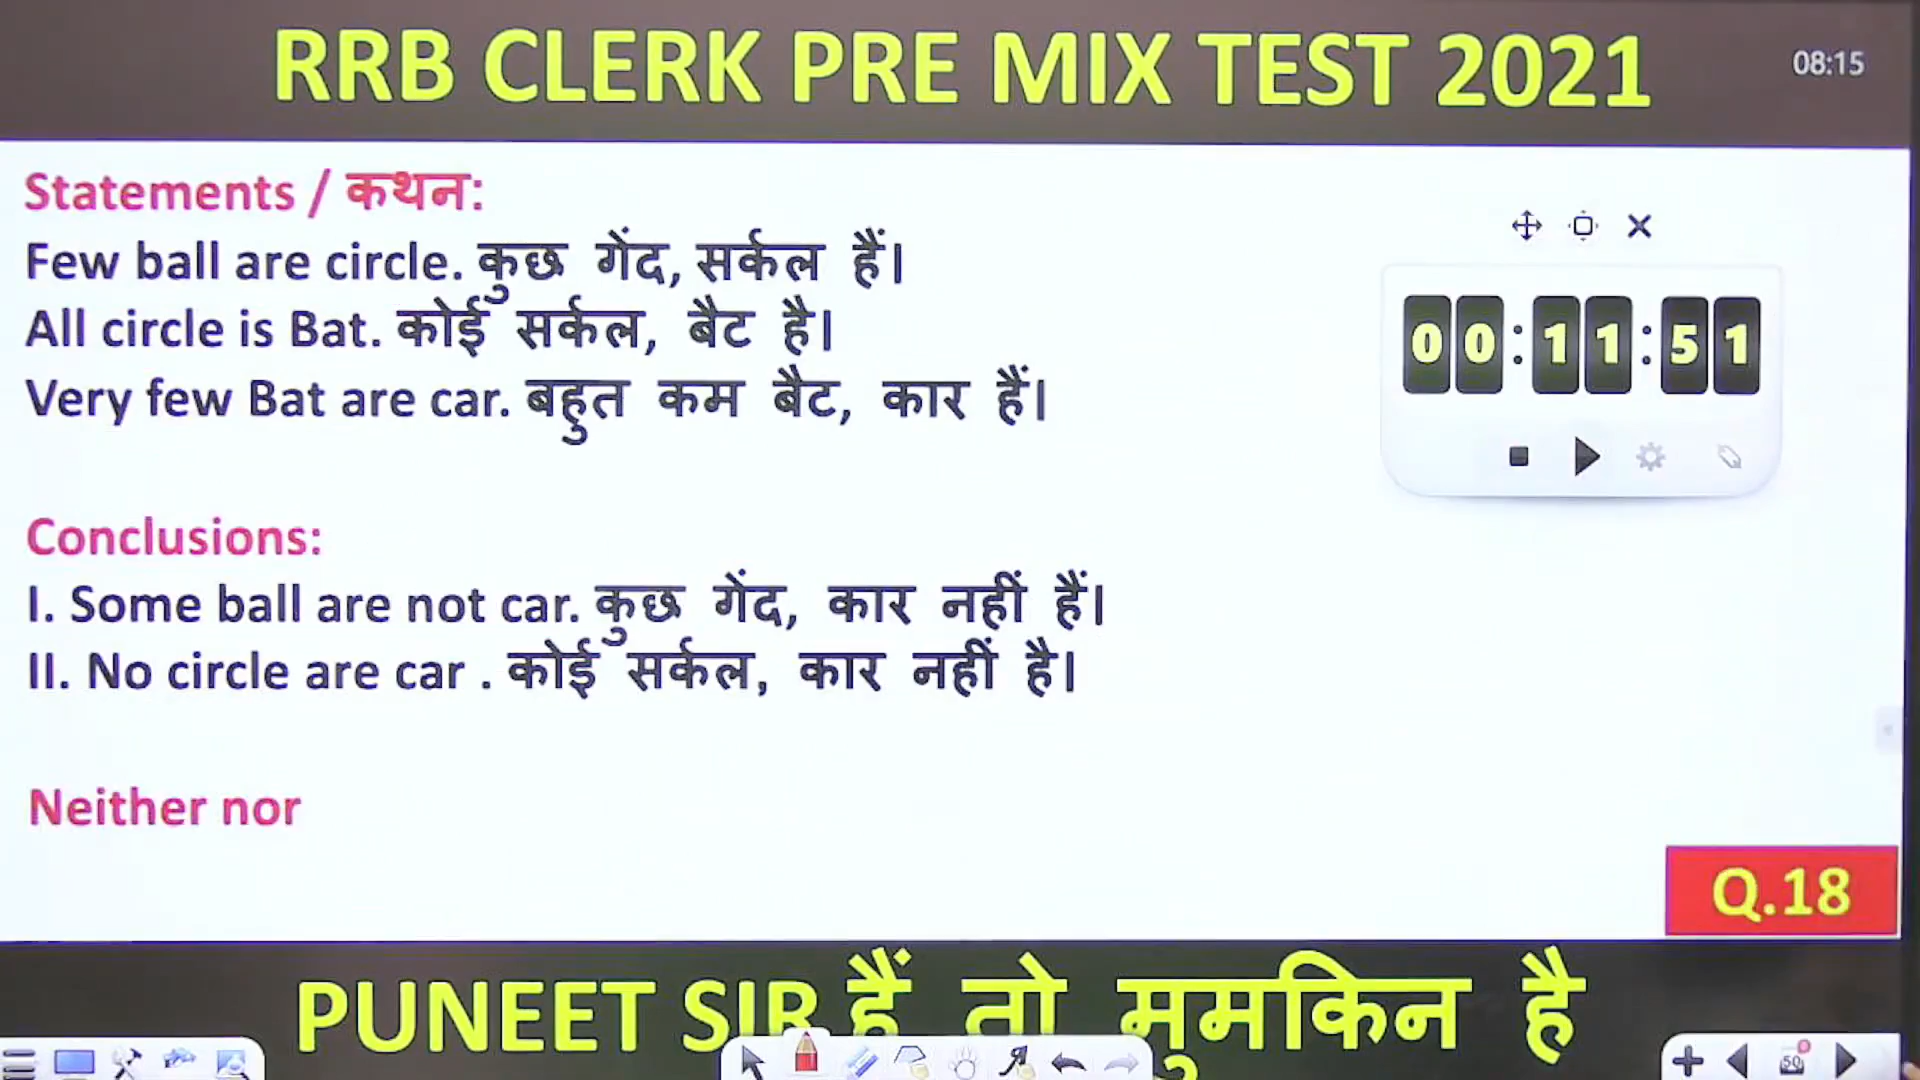 RRB CLERK PRE MIX TEST 2021
08:15
Statements / कथन:
Few ball are circle. कुछ गेंद, सर्कल हैं।
All circle is Bat. कोई सर्कल, बैट है।
Very few Bat are car. बहुत कम बैट, कार हैं।
00:11:51
Conclusions:
I. Some ball are not car. कुछ गेंद, कार नहीं हैं।
II. No circle are car . कोई सर्कल, कार नहीं है।
Neither nor
Q.18
PUNEET SIR हैं तो मुमकिन है
50